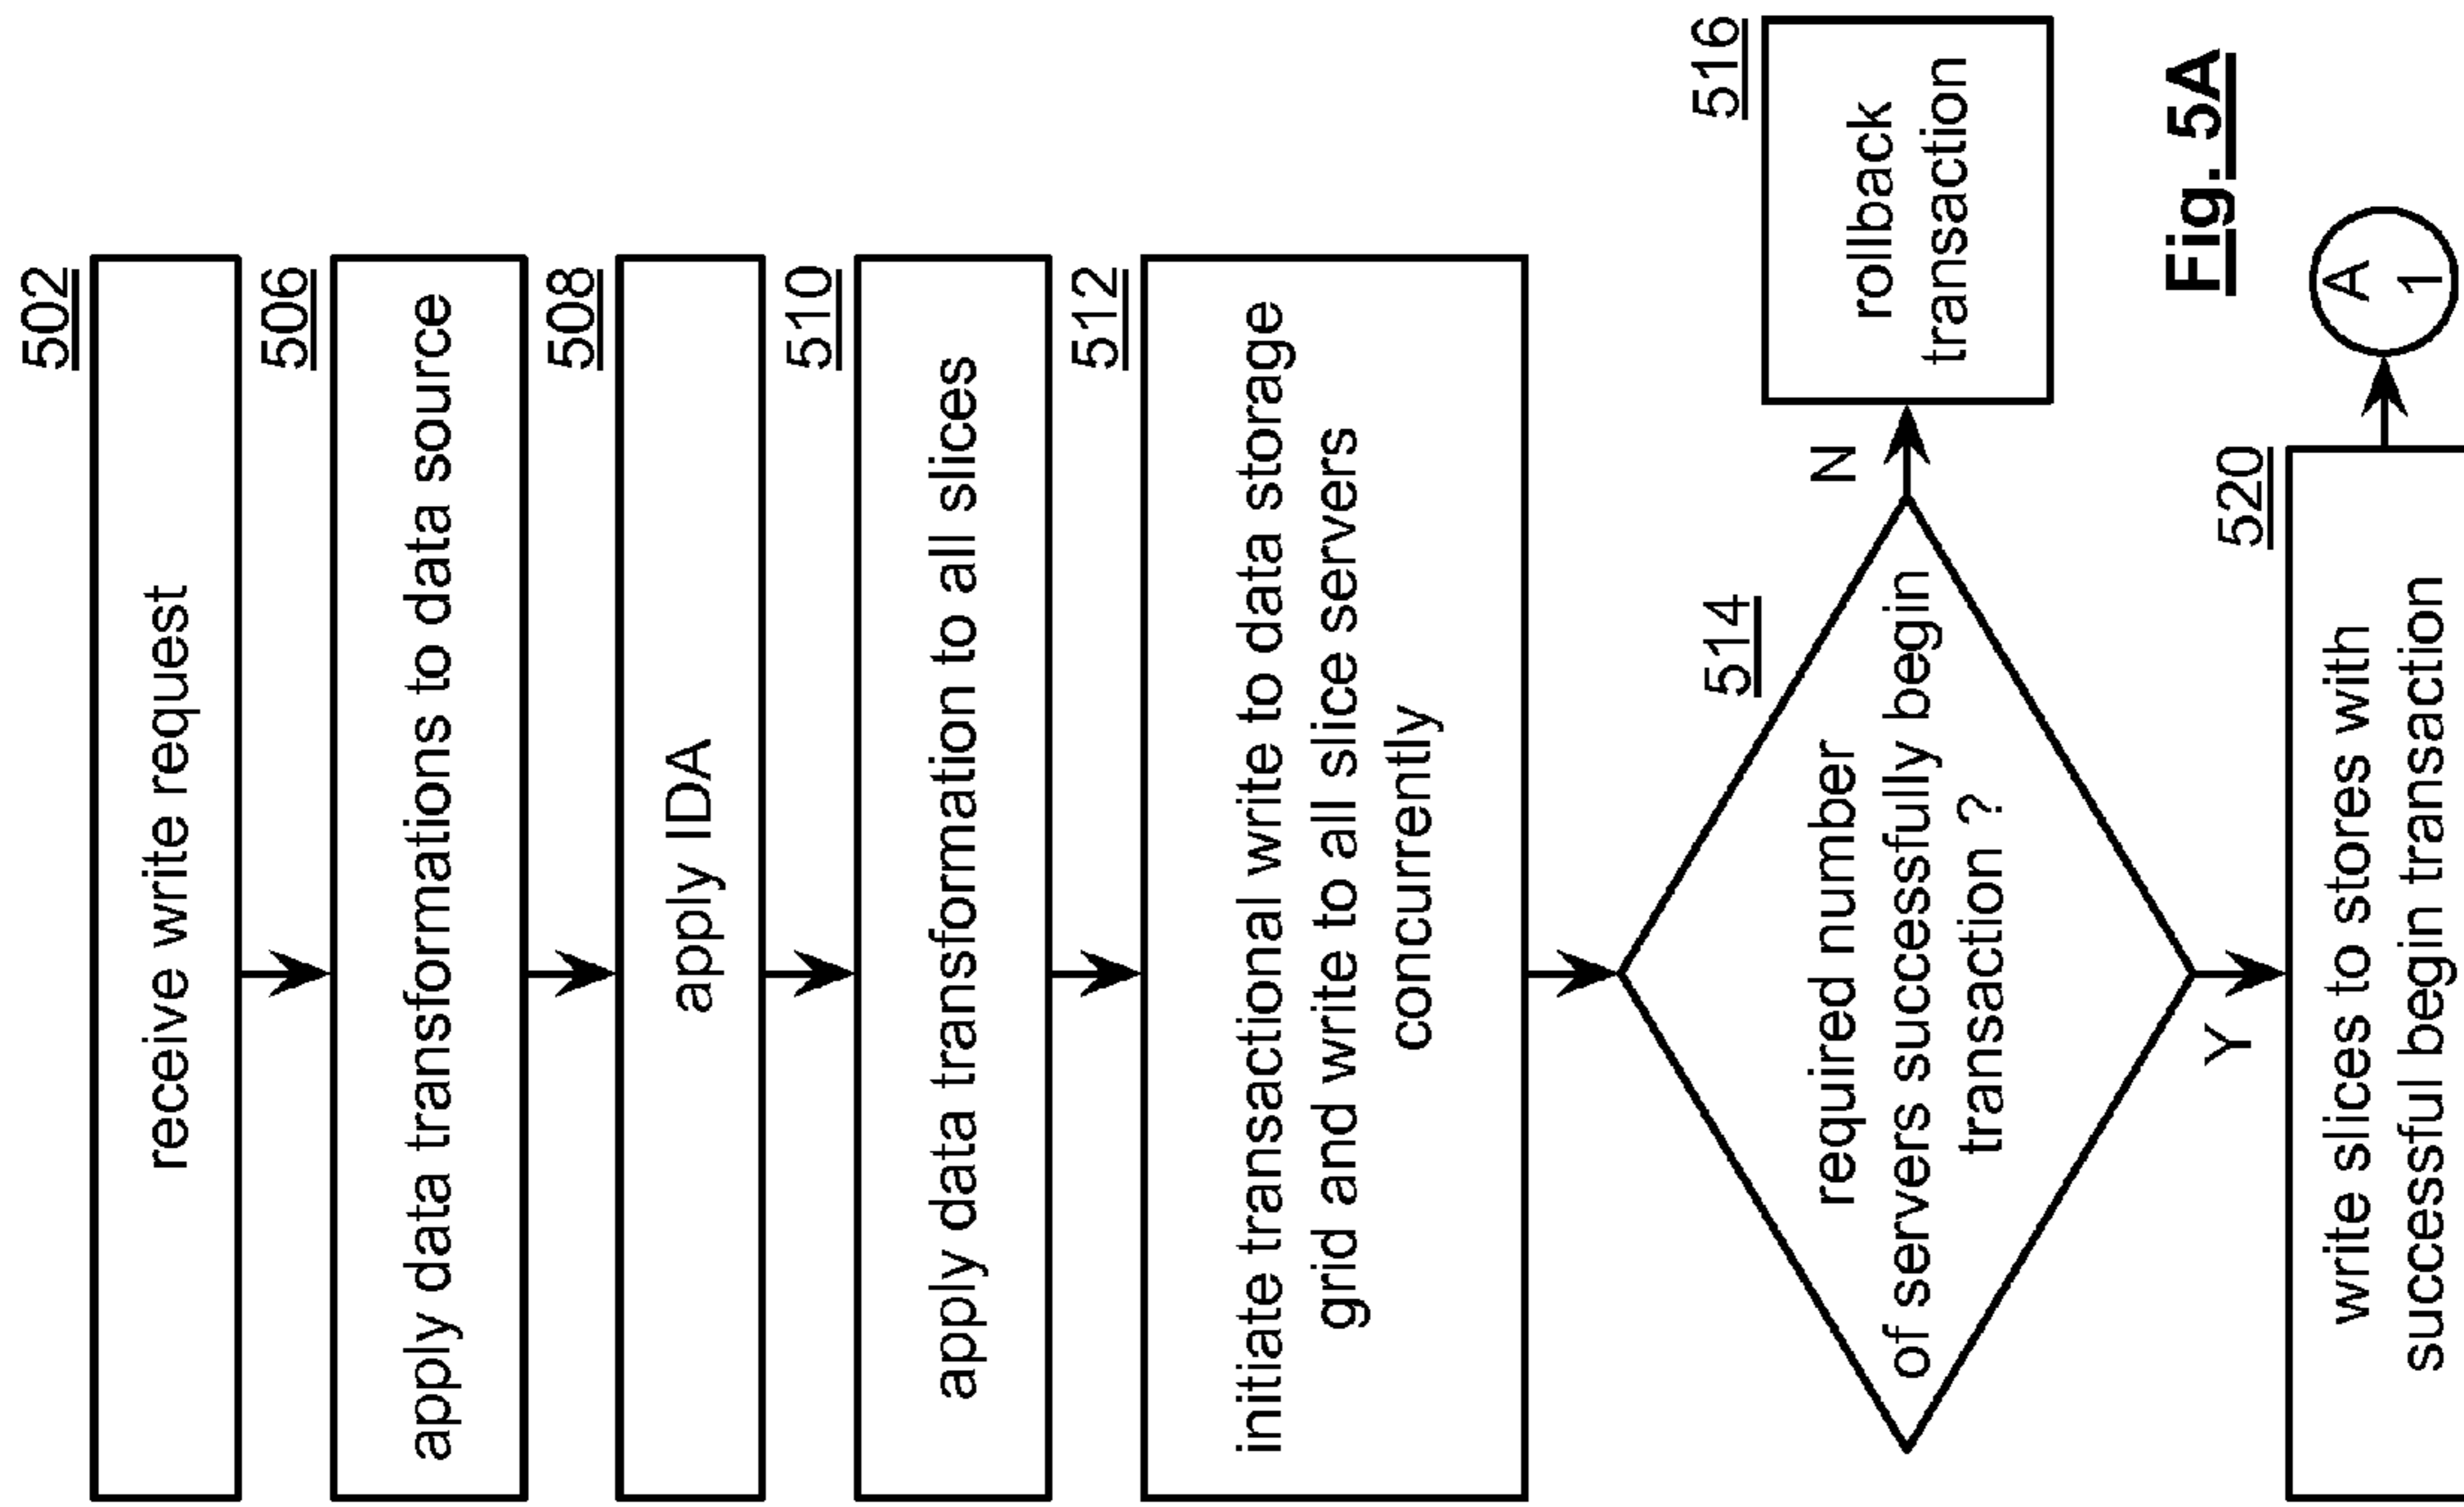 502
receive write request
506
apply data transformations to data source
508
apply IDA
510
apply data transformation to all slices
512
initiate transactional write to data storage
grid and write to all slice servers
concurrently
514
required number
of servers successfully begin
transaction ?
N
516
rollback
transaction
Y
520
write slices to stores with
successful begin transaction
A
1
Fig. 5A